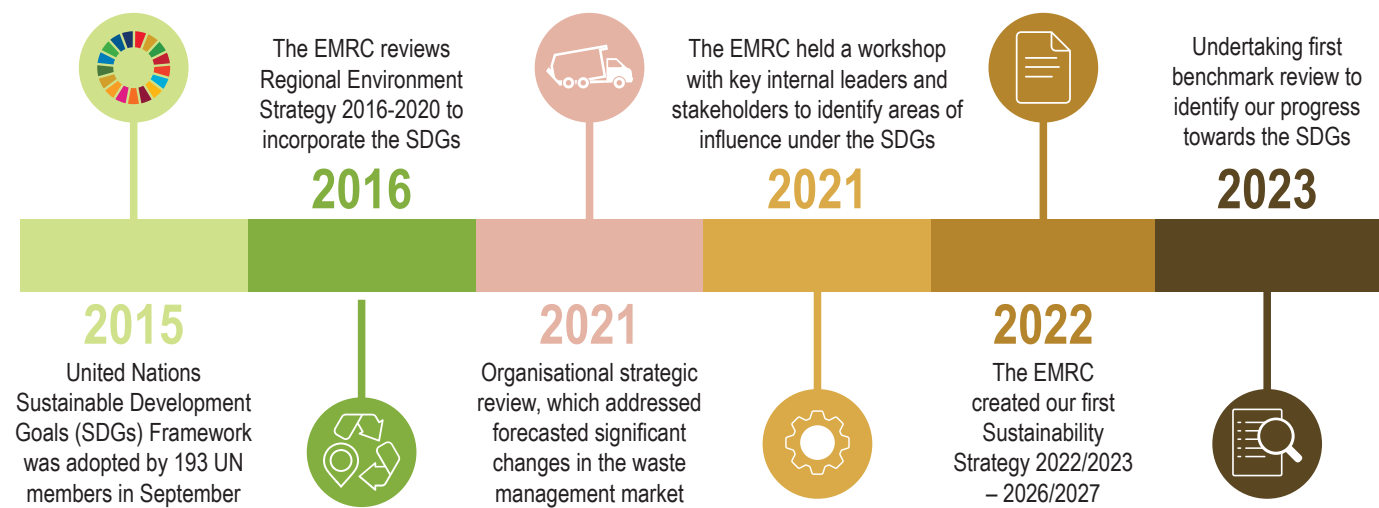 2015
United Nations
Sustainable Development
Goals (SDGs) Framework
was adopted by 193 UN
members in September
The EMRC reviews
Regional Environment
Strategy 2016-2020 to
incorporate the SDGs
2016
2021
Organisational strategic
review, which addressed
forecasted significant
changes in the waste
management market
The EMRC held a workshop
with key internal leaders and
stakeholders to identify areas of
influence under the SDGs
2021
2022
The EMRC
created our first
Sustainability
Strategy 2022/2023
– 2026/2027
Undertaking first
benchmark review to
identify our progress
towards the SDGs
2023